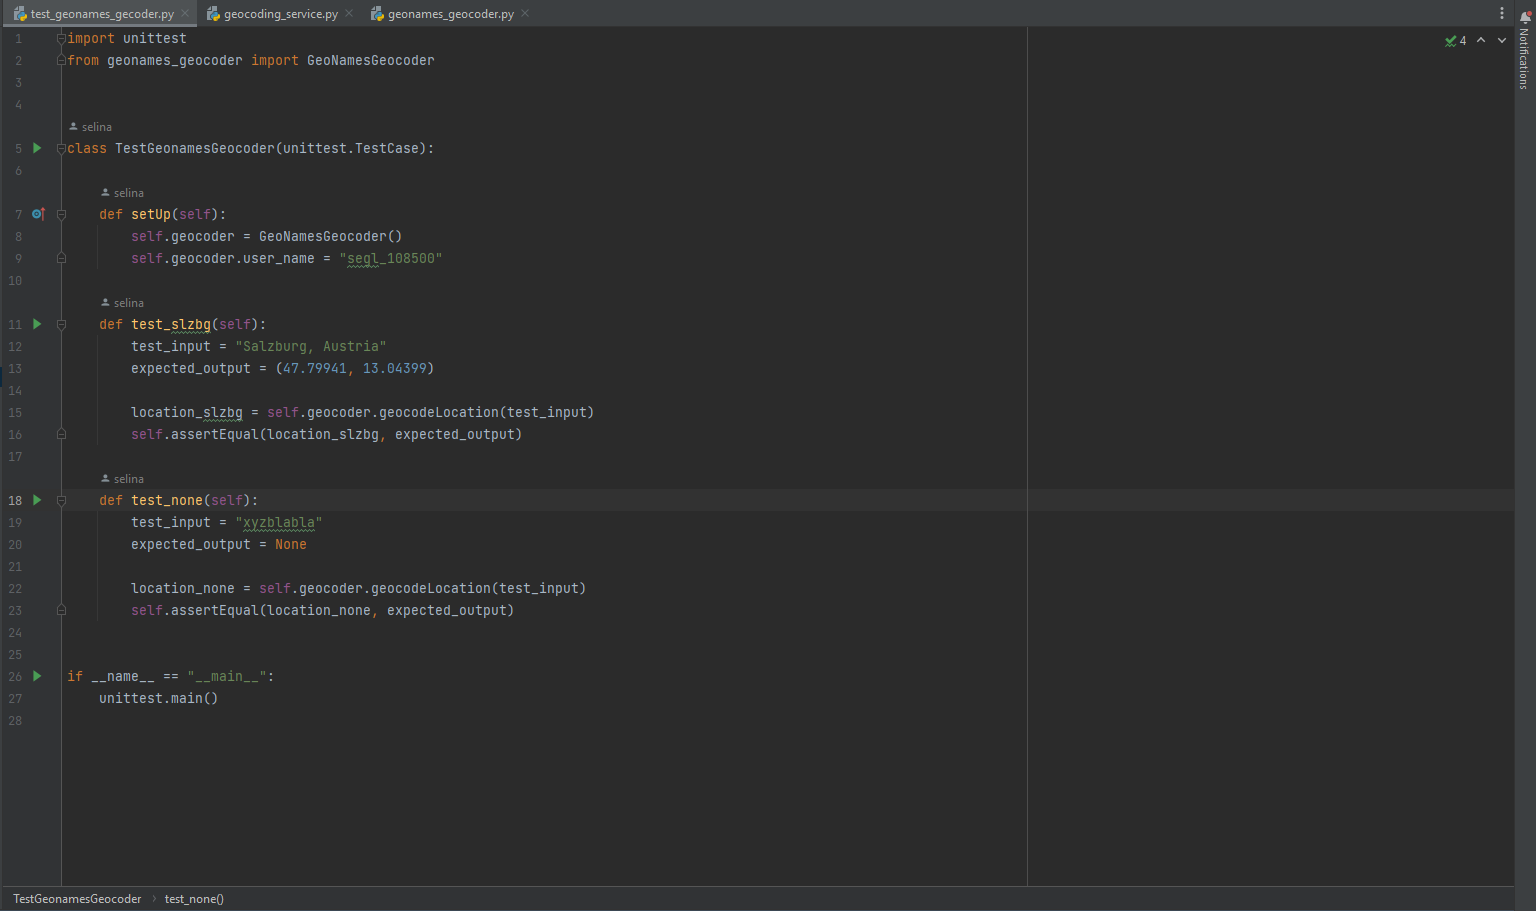 test_geonames_gecoder.py geocoding_service.py geonames_geocoder.py
4
Notifications
1 import unittest
2 from geonames_geocoder import GeoNamesGeocoder
3
4
selina
5 class TestGeonamesGeocoder(unittest.TestCase):
6
selina
7 def setUp(self):
8 self.geocoder = GeoNamesGeocoder()
9 self.geocoder.user_name = "segl_108500"
10
selina
11 def test_slzbg(self):
12 test_input = "Salzburg, Austria"
13 expected_output = (47.79941, 13.04399)
14
15 location_slzbg = self.geocoder.geocodeLocation(test_input)
16 self.assertEqual(location_slzbg, expected_output)
17
selina
18 def test_none(self):
19 test_input = "xyzblabla"
20 expected_output = None
21
22 location_none = self.geocoder.geocodeLocation(test_input)
23 self.assertEqual(location_none, expected_output)
24
25
26 if __name__ == "__main__":
27 unittest.main()
28
TestGeonamesGeocoder › test_none()